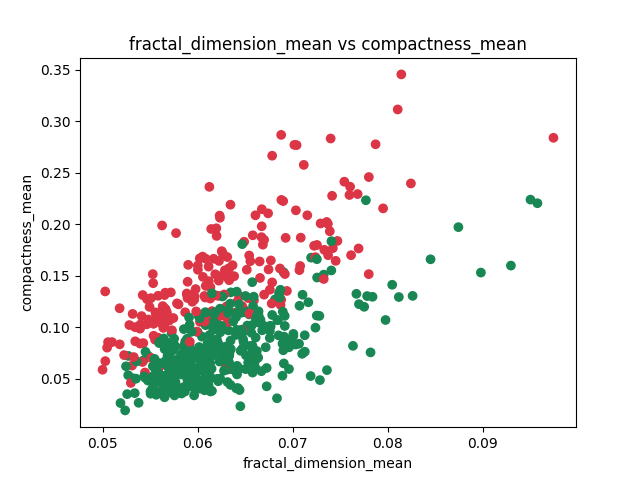 fractal_dimension_mean vs compactness_mean
0.35
0.30
0.25
0.20
0.15
0.10
0.05
compactness_mean
0.05 0.06 0.07 0.08 0.09
fractal_dimension_mean